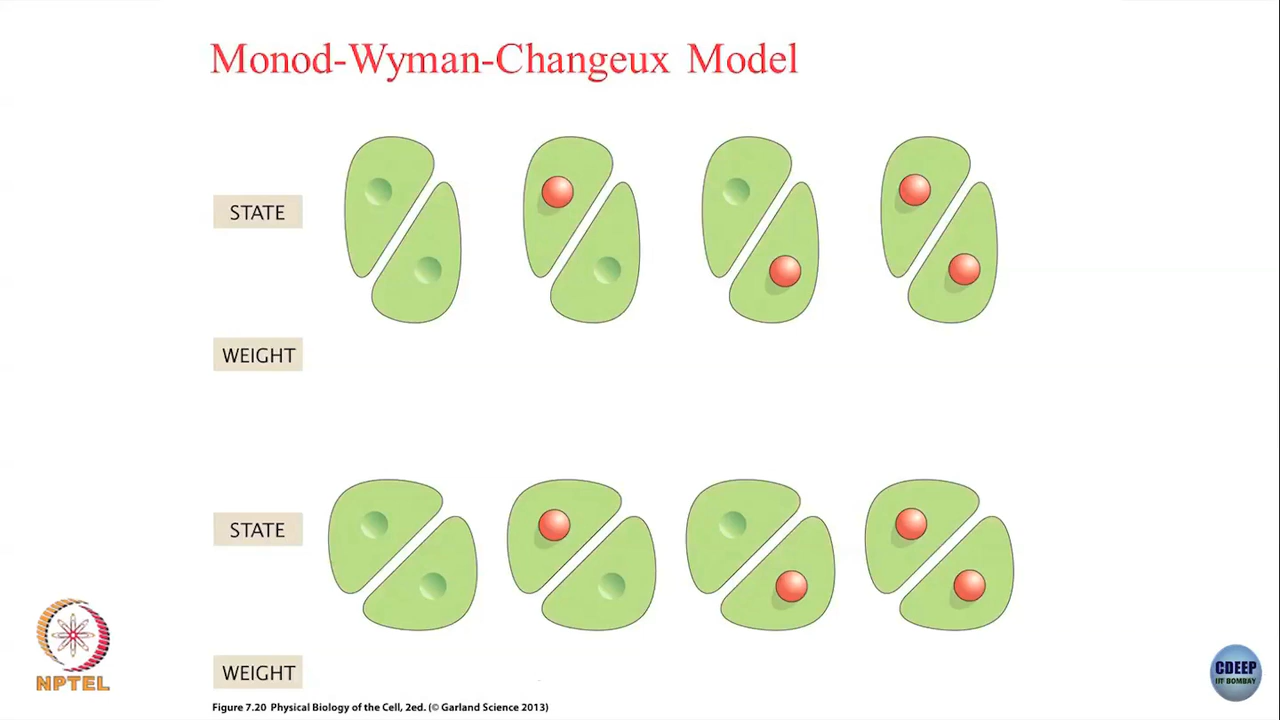 Monod-Wyman-Changeux Model
STATE
WEIGHT
STATE
WEIGHT
NPTEL
CDEEP
IIT BOMBAY
Figure 7.20 Physical Biology of the Cell, 2ed. (© Garland Science 2013)